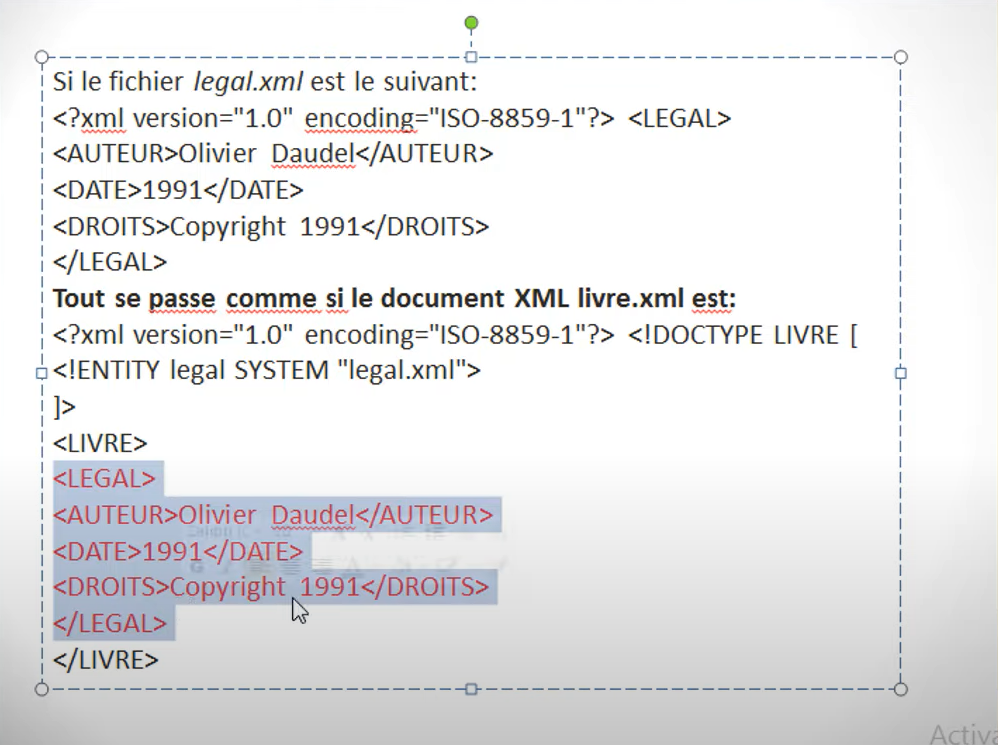 Si le fichier legal.xml est le suivant:
<?xml version="1.0" encoding="ISO-8859-1"?> <LEGAL>
<AUTEUR>Olivier Daudel</AUTEUR>
<DATE>1991</DATE>
<DROITS>Copyright 1991</DROITS>
</LEGAL>
Tout se passe comme si le document XML livre.xml est:
<?xml version="1.0" encoding="ISO-8859-1"?> <!DOCTYPE LIVRE [
<!ENTITY legal SYSTEM "legal.xml">
]>
<LIVRE>
<LEGAL>
<AUTEUR>Olivier Daudel</AUTEUR>
<DATE>1991</DATE>
<DROITS>Copyright 1991</DROITS>
</LEGAL>
</LIVRE>